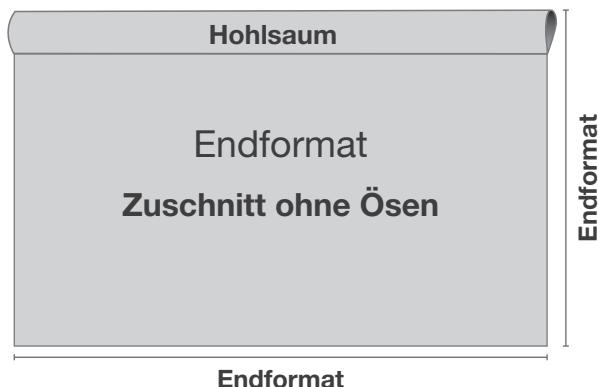 Hohlsaum
Endformat
Zuschnitt ohne Ösen
Endformat
Endformat